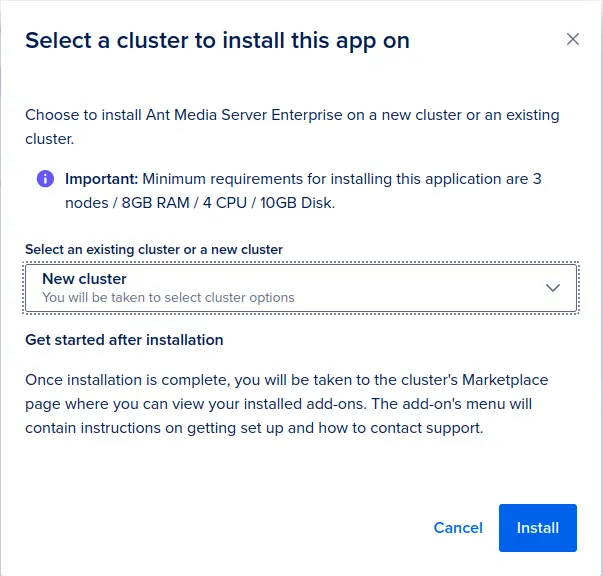 Select a cluster to install this app on
Choose to install Ant Media Server Enterprise on a new cluster or an existing
cluster.
Important: Minimum requirements for installing this application are 3
nodes / 8GB RAM / 4 CPU / 10GB Disk.
Select an existing cluster or a new cluster
New cluster
You will be taken to select cluster options
Get started after installation
Once installation is complete, you will be taken to the cluster's Marketplace
page where you can view your installed add-ons. The add-on's menu will
contain instructions on getting set up and how to contact support.
Cancel Install